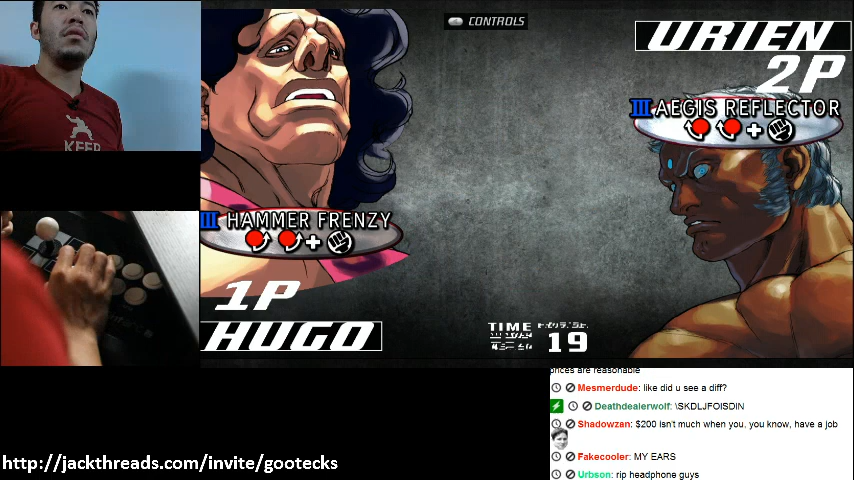 KEEP
CONTROLS
URIEN
2P
III AEGIS REFLECTOR
+
III HAMMER FRENZY
+
1P
HUGO
TIME
19
prices are reasonable
Mesmerdude: like did u see a diff?
Deathdealerwolf: \SKDLJFOISDIN
Shadowzan: $200 isn't much when you, you know, have a job
Fakecooler: MY EARS
Urbson: rip headphone guys
http://jackthreads.com/invite/gootecks